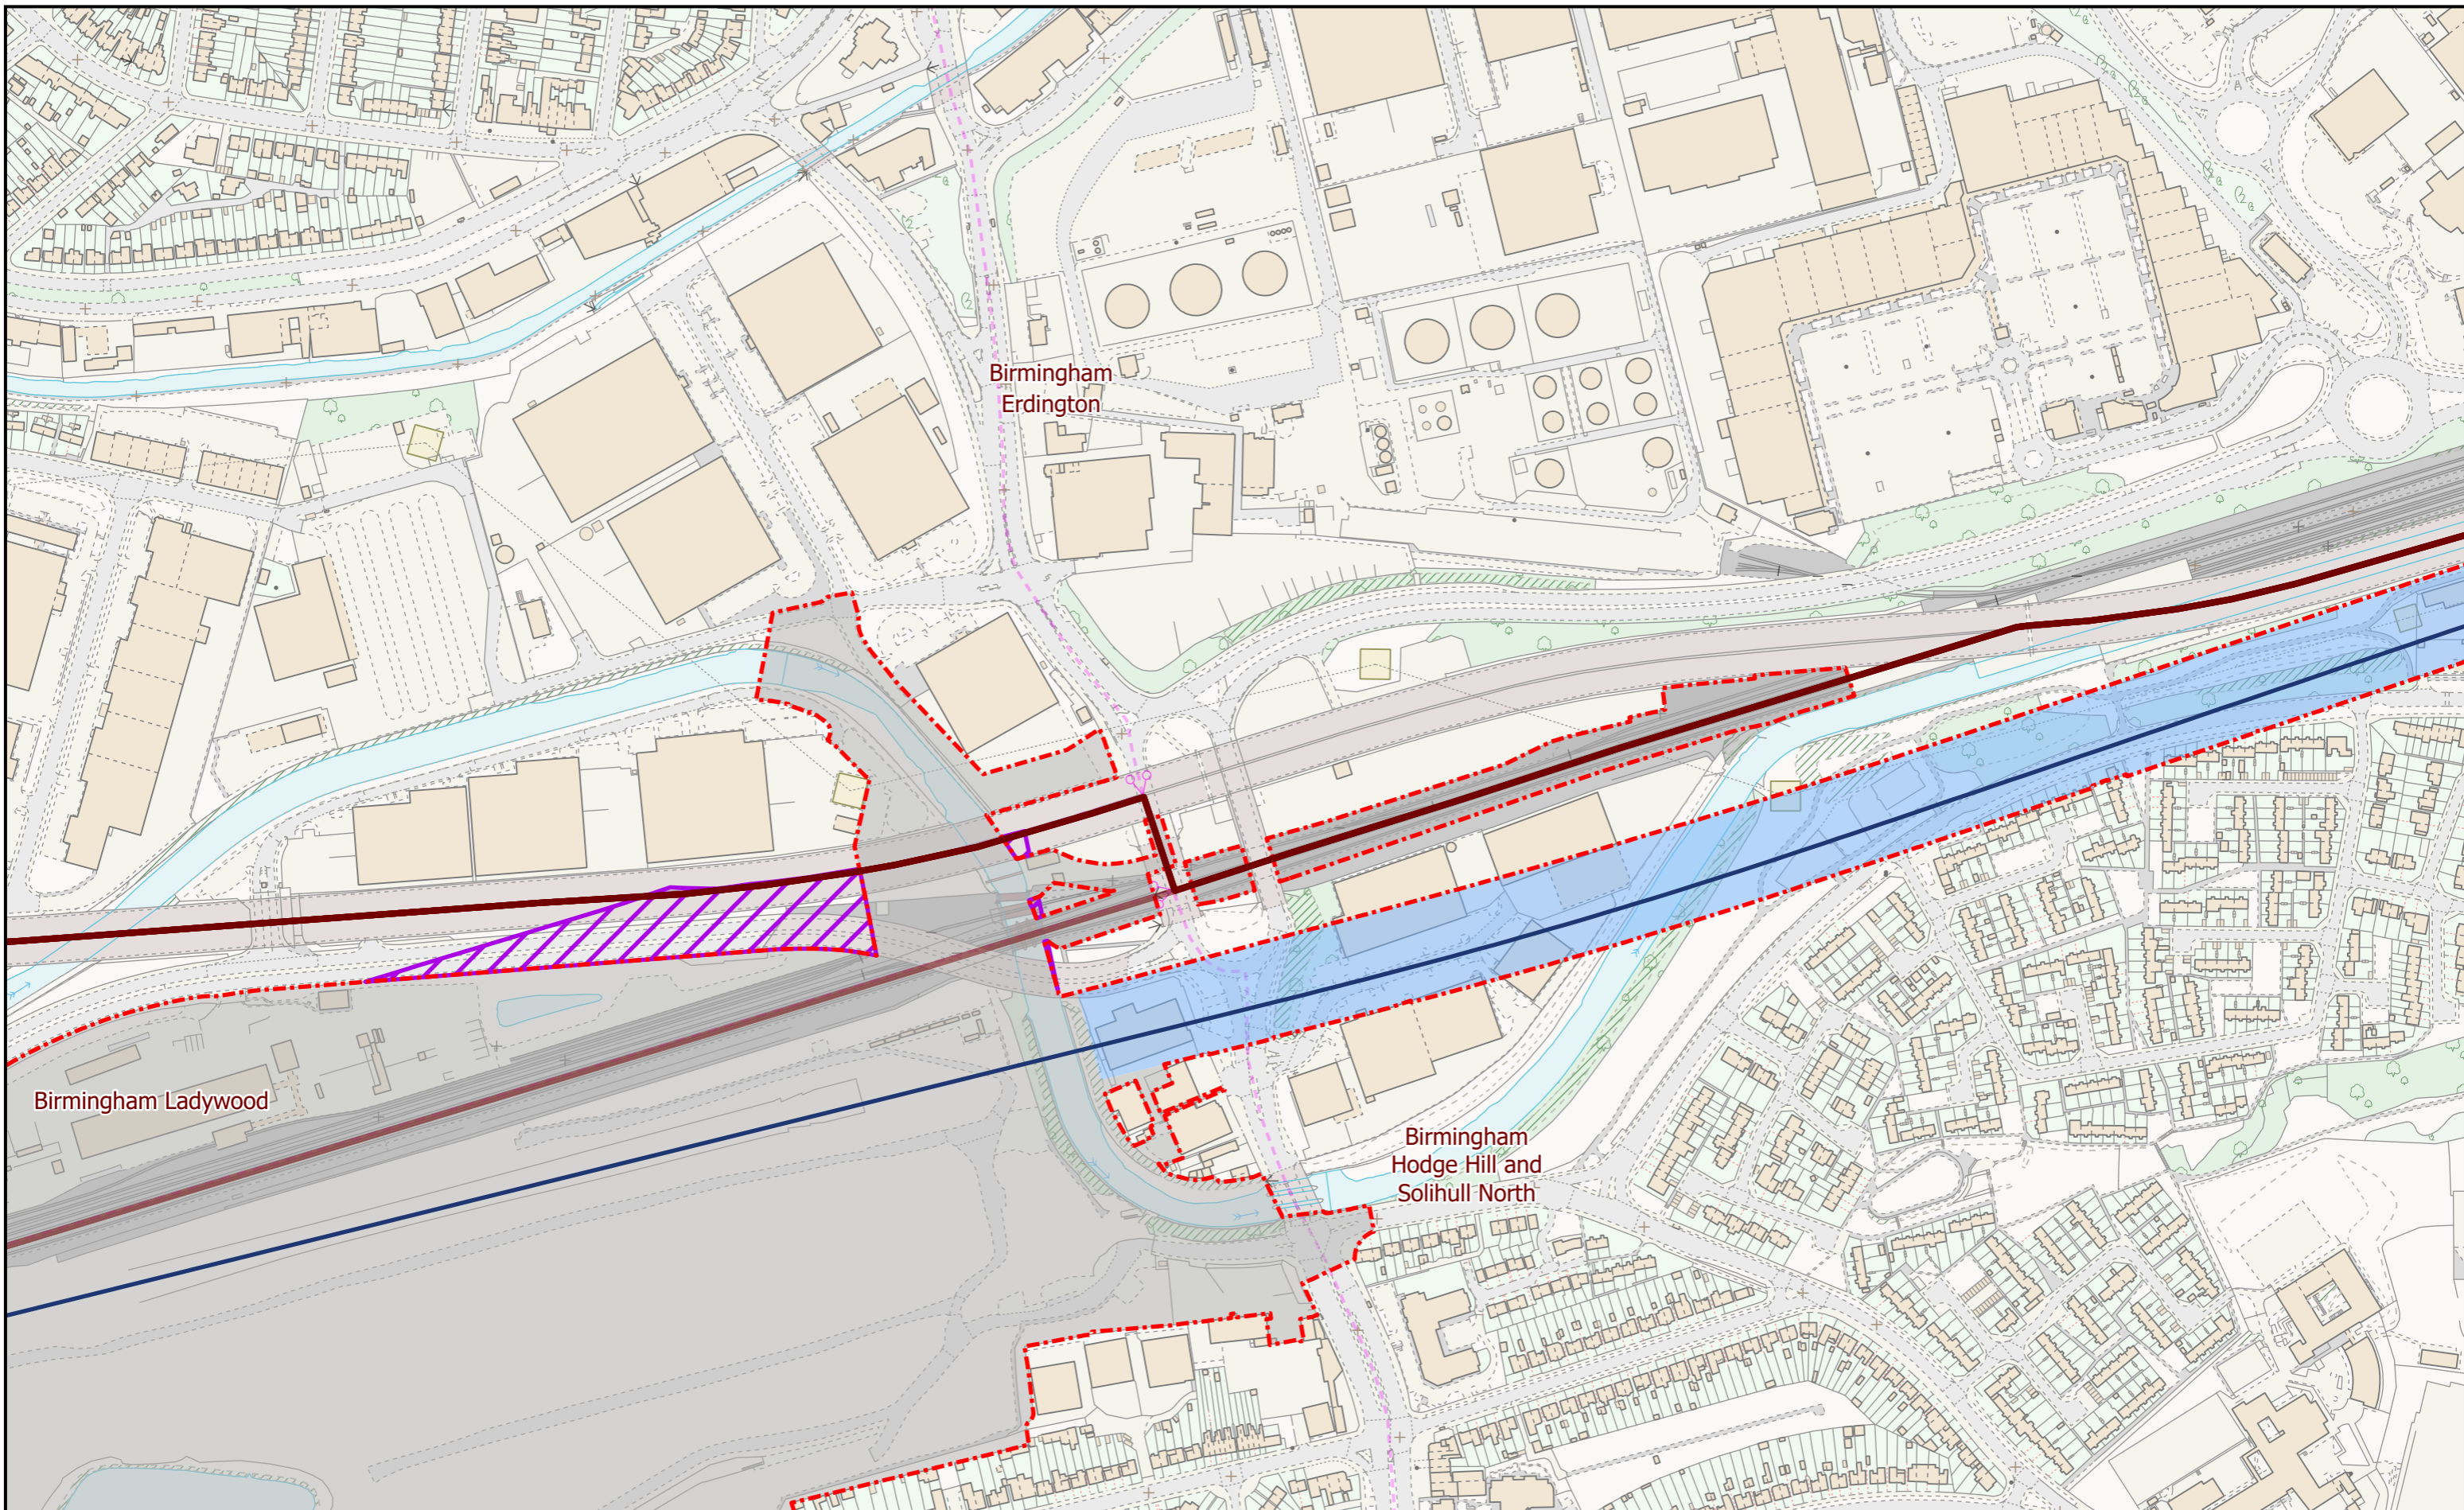 Birmingham
Erdington
Birmingham Ladywood
Birmingham
Hodge Hill and
Solihull North